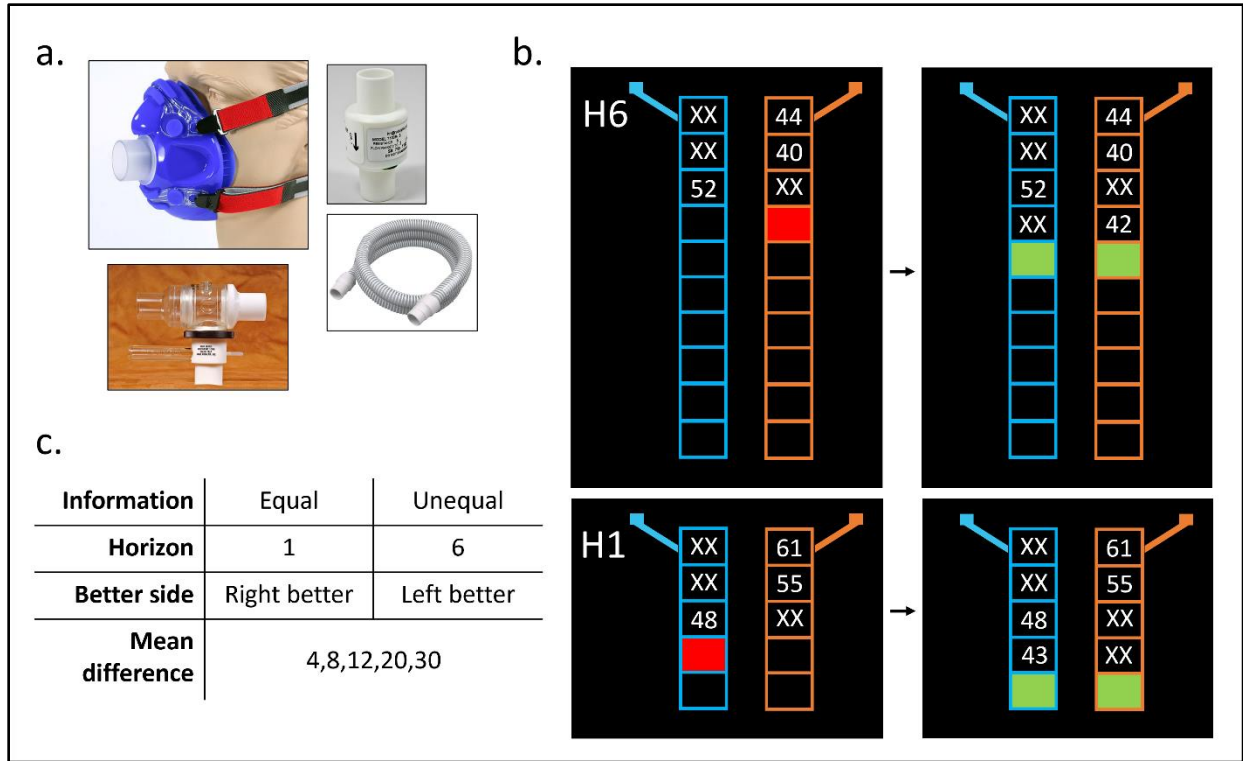 a.
b.
H6
XX 44
XX 40
52 XX
XX 44
XX 40
52 XX
XX 42
c.
Information Equal Unequal
Horizon 1 6
Better side Right better Left better
Mean
difference 4,8,12,20,30
H1
XX 61
XX 55
48 XX
XX 61
XX 55
48 XX
43 XX